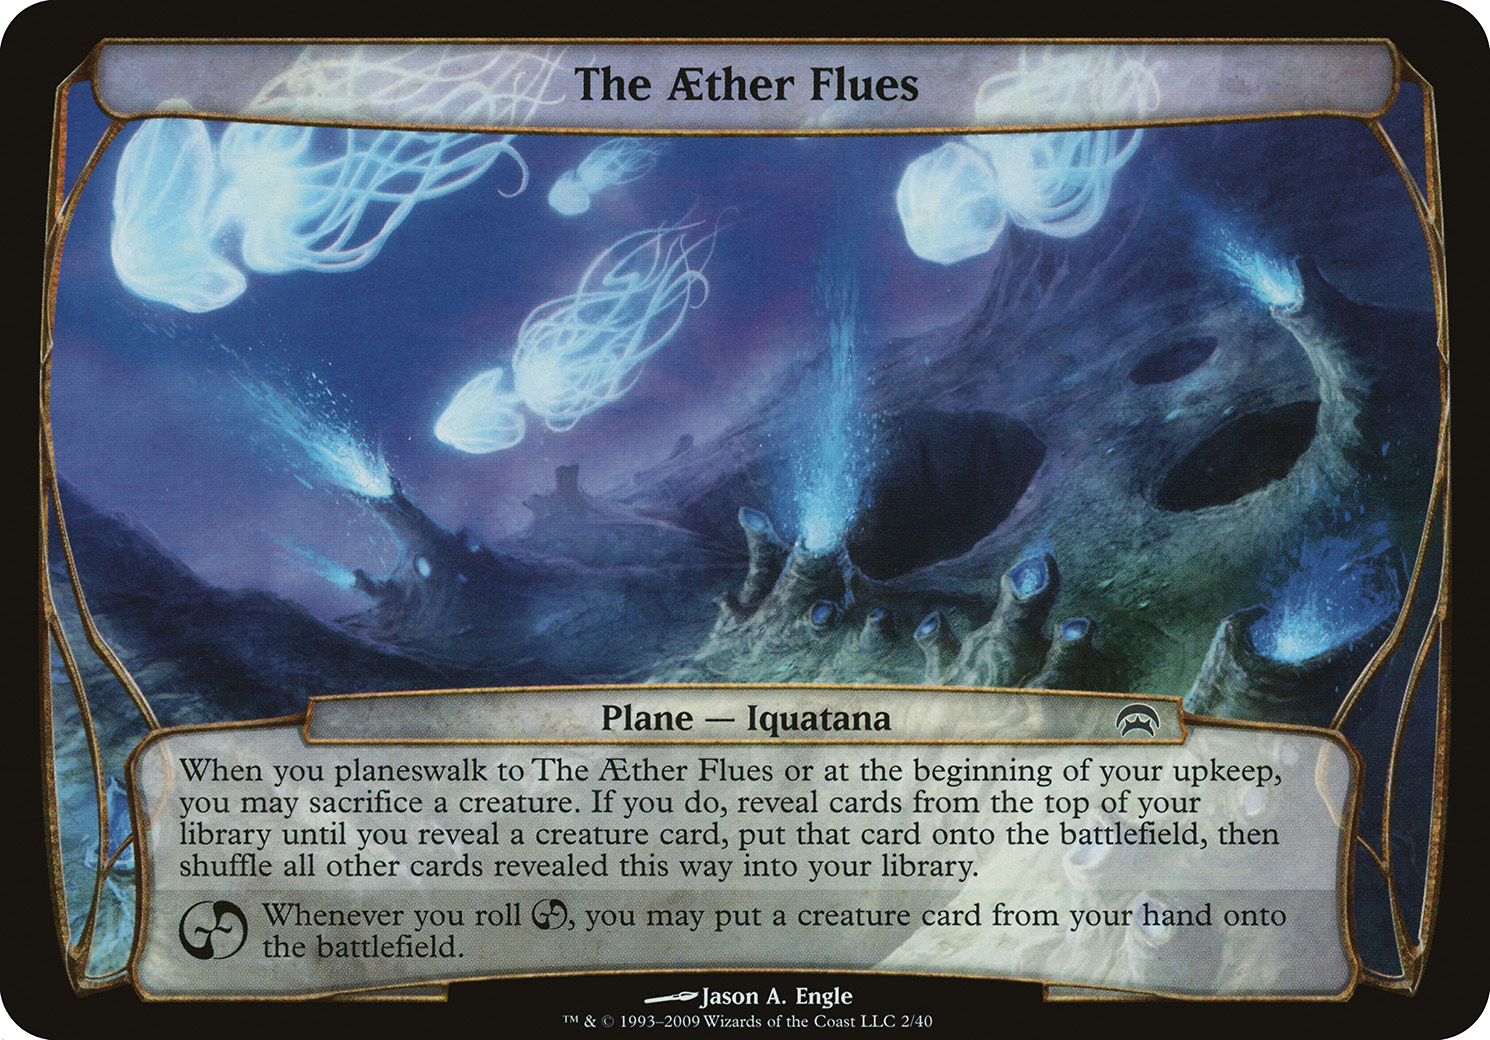 The Æther Flues
Plane — Iquatana
When you planeswalk to The Æther Flues or at the beginning of your upkeep,
you may sacrifice a creature. If you do, reveal cards from the top of your
library until you reveal a creature card, put that card onto the battlefield, then
shuffle all other cards revealed this way into your library.
Whenever you roll , you may put a creature card from your hand onto
the battlefield.
Jason A. Engle
™ & © 1993–2009 Wizards of the Coast LLC 2/40